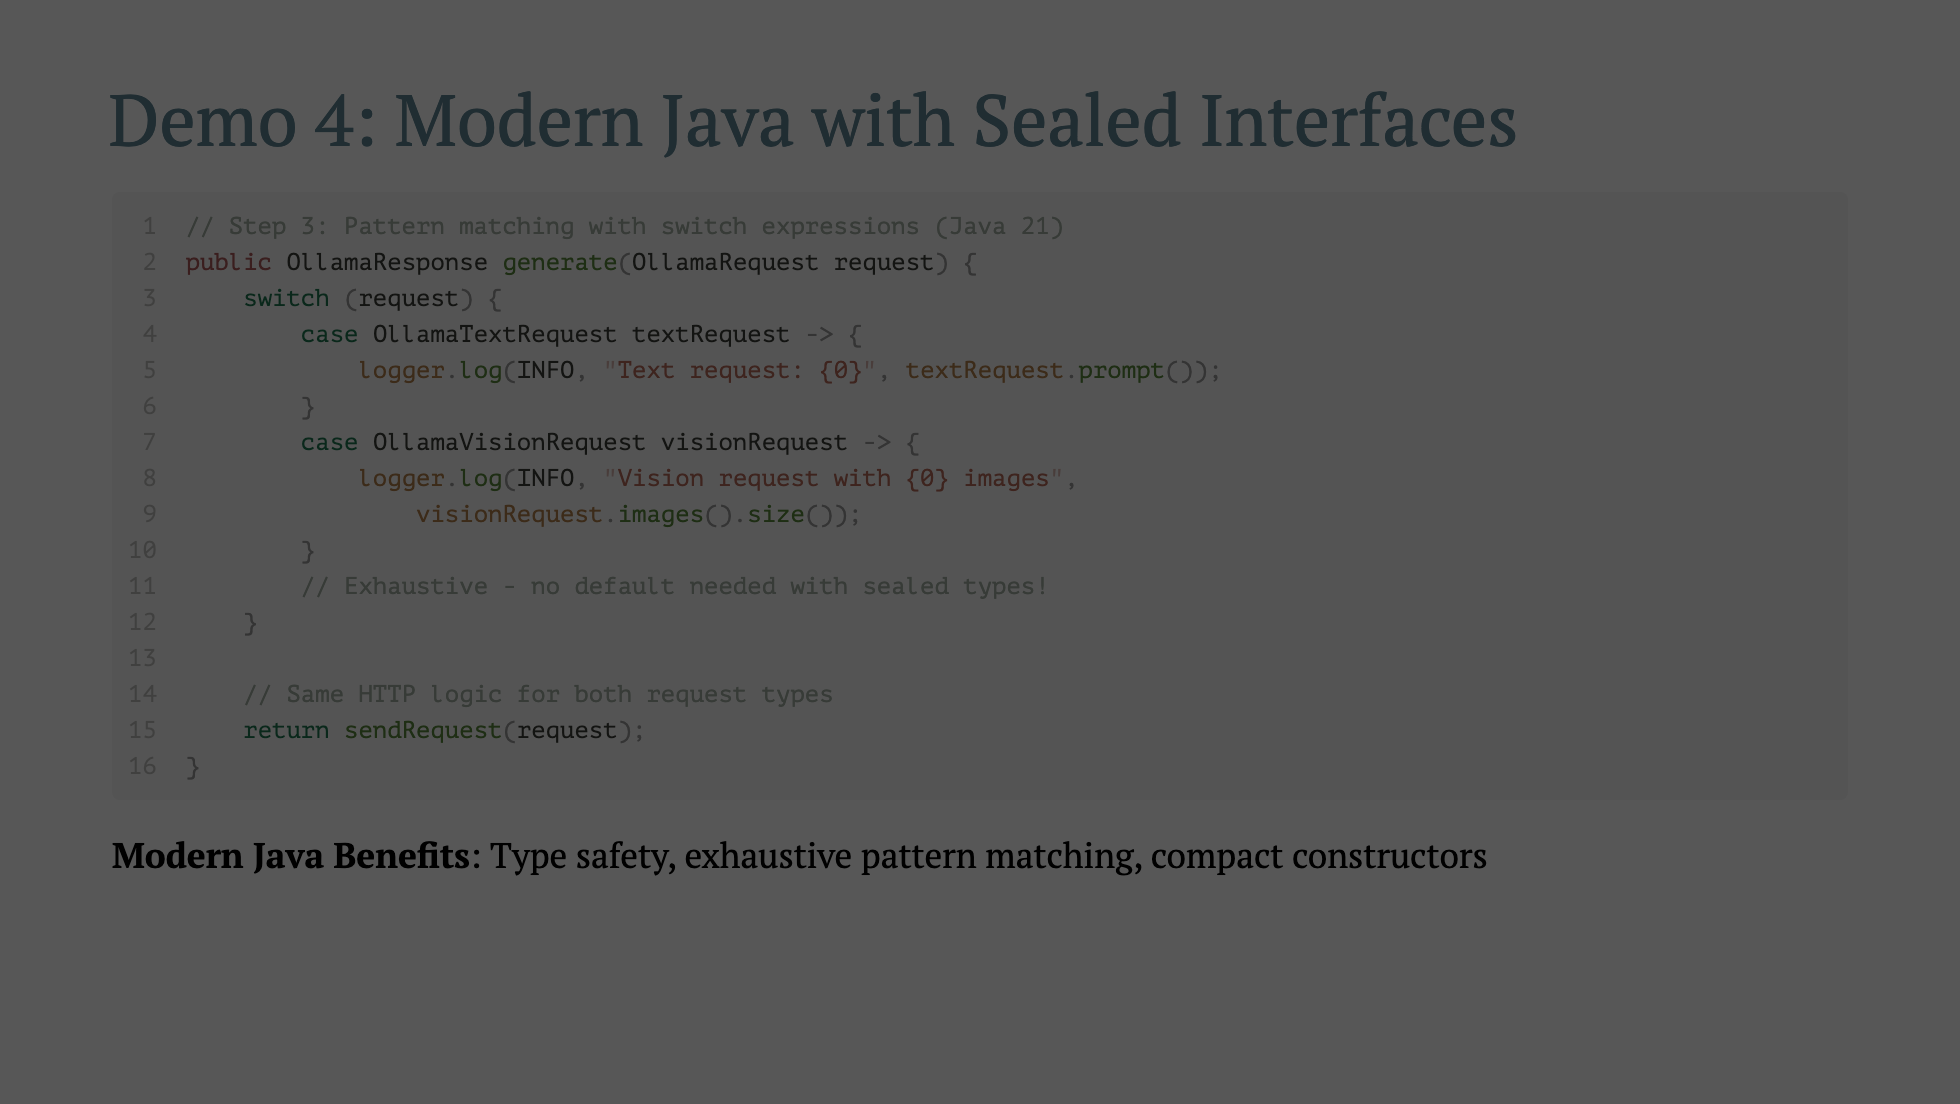 Demo 4: Modern Java with Sealed Interfaces
1 // Step 3: Pattern matching with switch expressions (Java 21)
2 public OllamaResponse generate(OllamaRequest request) {
3     switch (request) {
4         case OllamaTextRequest textRequest -> {
5             logger.log(INFO, "Text request: {0}", textRequest.prompt());
6         }
7         case OllamaVisionRequest visionRequest -> {
8             logger.log(INFO, "Vision request with {0} images",
9                 visionRequest.images().size());
10         }
11         // Exhaustive - no default needed with sealed types!
12     }
13
14     // Same HTTP logic for both request types
15     return sendRequest(request);
16 }
Modern Java Benefits: Type safety, exhaustive pattern matching, compact constructors